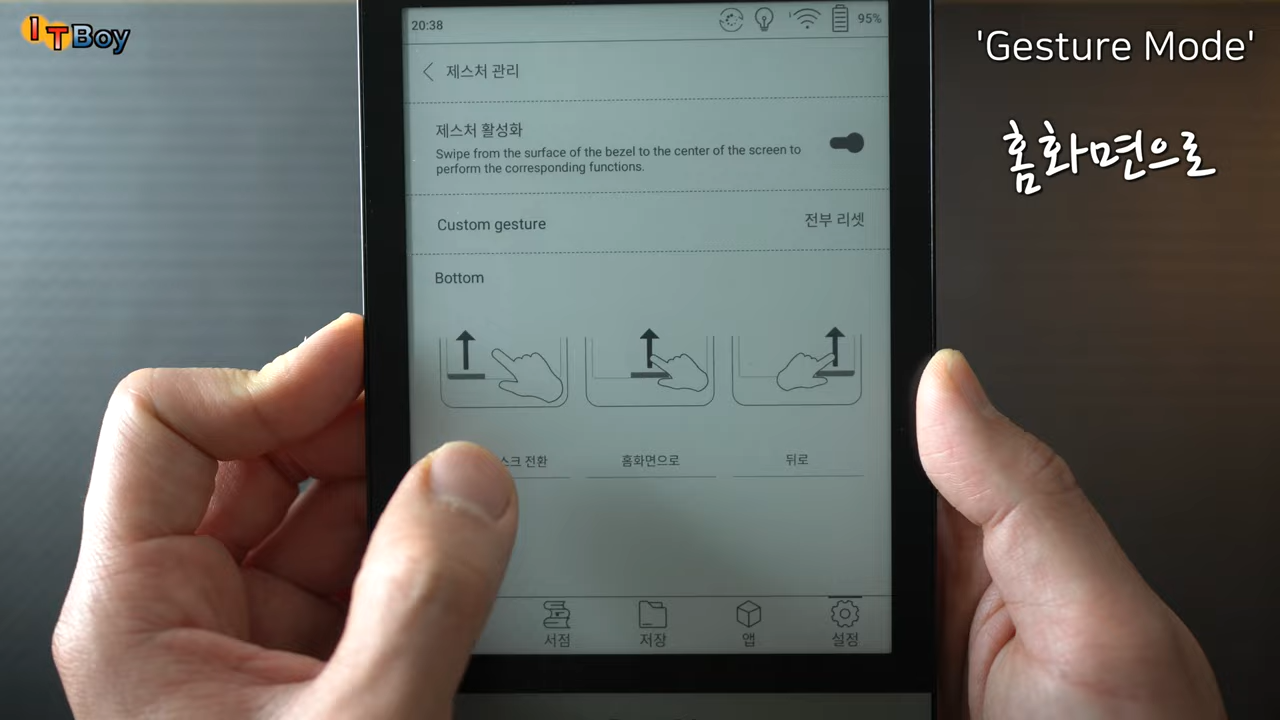 ITBoy
'Gesture Mode'
홈화면으로
20:38
95%
제스처 관리
제스처 활성화
Swipe from the surface of the bezel to the center of the screen to
perform the corresponding functions.
Custom gesture
전부 리셋
Bottom
전환
홈화면으로
뒤로
서점
저장
앱
설정